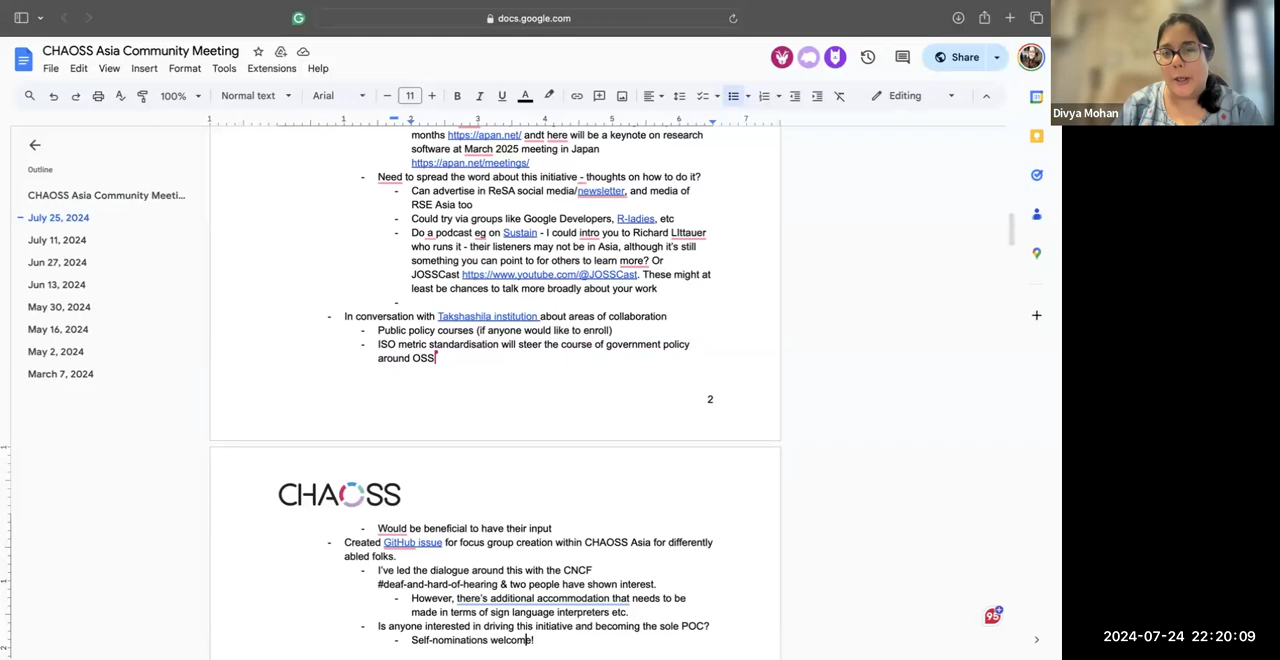 docs.google.com
CHAOSS Asia Community Meeting
File Edit View Insert Format Tools Extensions Help
Share
100% Normal text Arial 11 Editing
Divya Mohan
1 1 2 3 4 5 6 7
Outline
CHAOSS Asia Community Meeti...
July 25, 2024
July 11, 2024
Jun 27, 2024
Jun 13, 2024
May 30, 2024
May 16, 2024
May 2, 2024
March 7, 2024
months https://apan.net/ andt here will be a keynote on research
software at March 2025 meeting in Japan
https://apan.net/meetings/
- Need to spread the word about this initiative - thoughts on how to do it?
- Can advertise in ReSA social media/newsletter, and media of
RSE Asia too
- Could try via groups like Google Developers, R-ladies, etc
- Do a podcast eg on Sustain - I could intro you to Richard LIttauer
who runs it - their listeners may not be in Asia, although it's still
something you can point to for others to learn more? Or
JOSSCast https://www.youtube.com/@JOSSCast. These might at
least be chances to talk more broadly about your work
-
- In conversation with Takshashila institution about areas of collaboration
- Public policy courses (if anyone would like to enroll)
- ISO metric standardisation will steer the course of government policy
around OSS
2
CHAOSS
- Would be beneficial to have their input
- Created GitHub issue for focus group creation within CHAOSS Asia for differently
abled folks.
- I've led the dialogue around this with the CNCF
#deaf-and-hard-of-hearing & two people have shown interest.
- However, there's additional accommodation that needs to be
made in terms of sign language interpreters etc.
- Is anyone interested in driving this initiative and becoming the sole POC?
- Self-nominations welcome!
95
2024-07-24 22:20:09